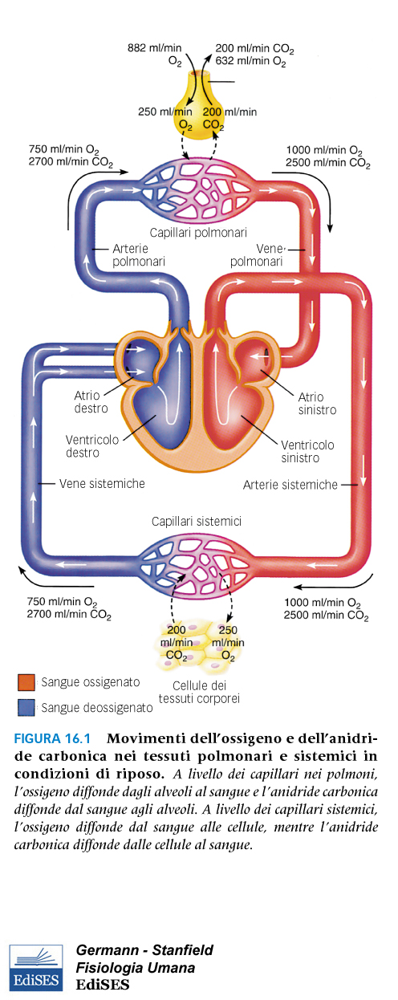 882 ml/min
O2
200 ml/min CO2
632 ml/min O2
250 ml/min
O2
200 ml/min
CO2
750 ml/min O2
2700 ml/min CO2
1000 ml/min O2
2500 ml/min CO2
Capillari polmonari
Arterie
polmonari
Vene
polmonari
Atrio
destro
Atrio
sinistro
Ventricolo
destro
Ventricolo
sinistro
Vene sistemiche
Arterie sistemiche
Capillari sistemici
750 ml/min O2
2700 ml/min CO2
1000 ml/min O2
2500 ml/min CO2
200
ml/min
CO2
250
ml/min
O2
Cellule dei
tessuti corporei
Sangue ossigenato
Sangue deossigenato
FIGURA 16.1 Movimenti dell'ossigeno e dell'anidri-
de carbonica nei tessuti polmonari e sistemici in
condizioni di riposo. A livello dei capillari nei polmoni,
l'ossigeno diffonde dagli alveoli al sangue e l'anidride carbonica
diffonde dal sangue agli alveoli. A livello dei capillari sistemici,
l'ossigeno diffonde dal sangue alle cellule, mentre l'anidride
carbonica diffonde dalle cellule al sangue.
EdiSES
Germann - Stanfield
Fisiologia Umana
EdiSES